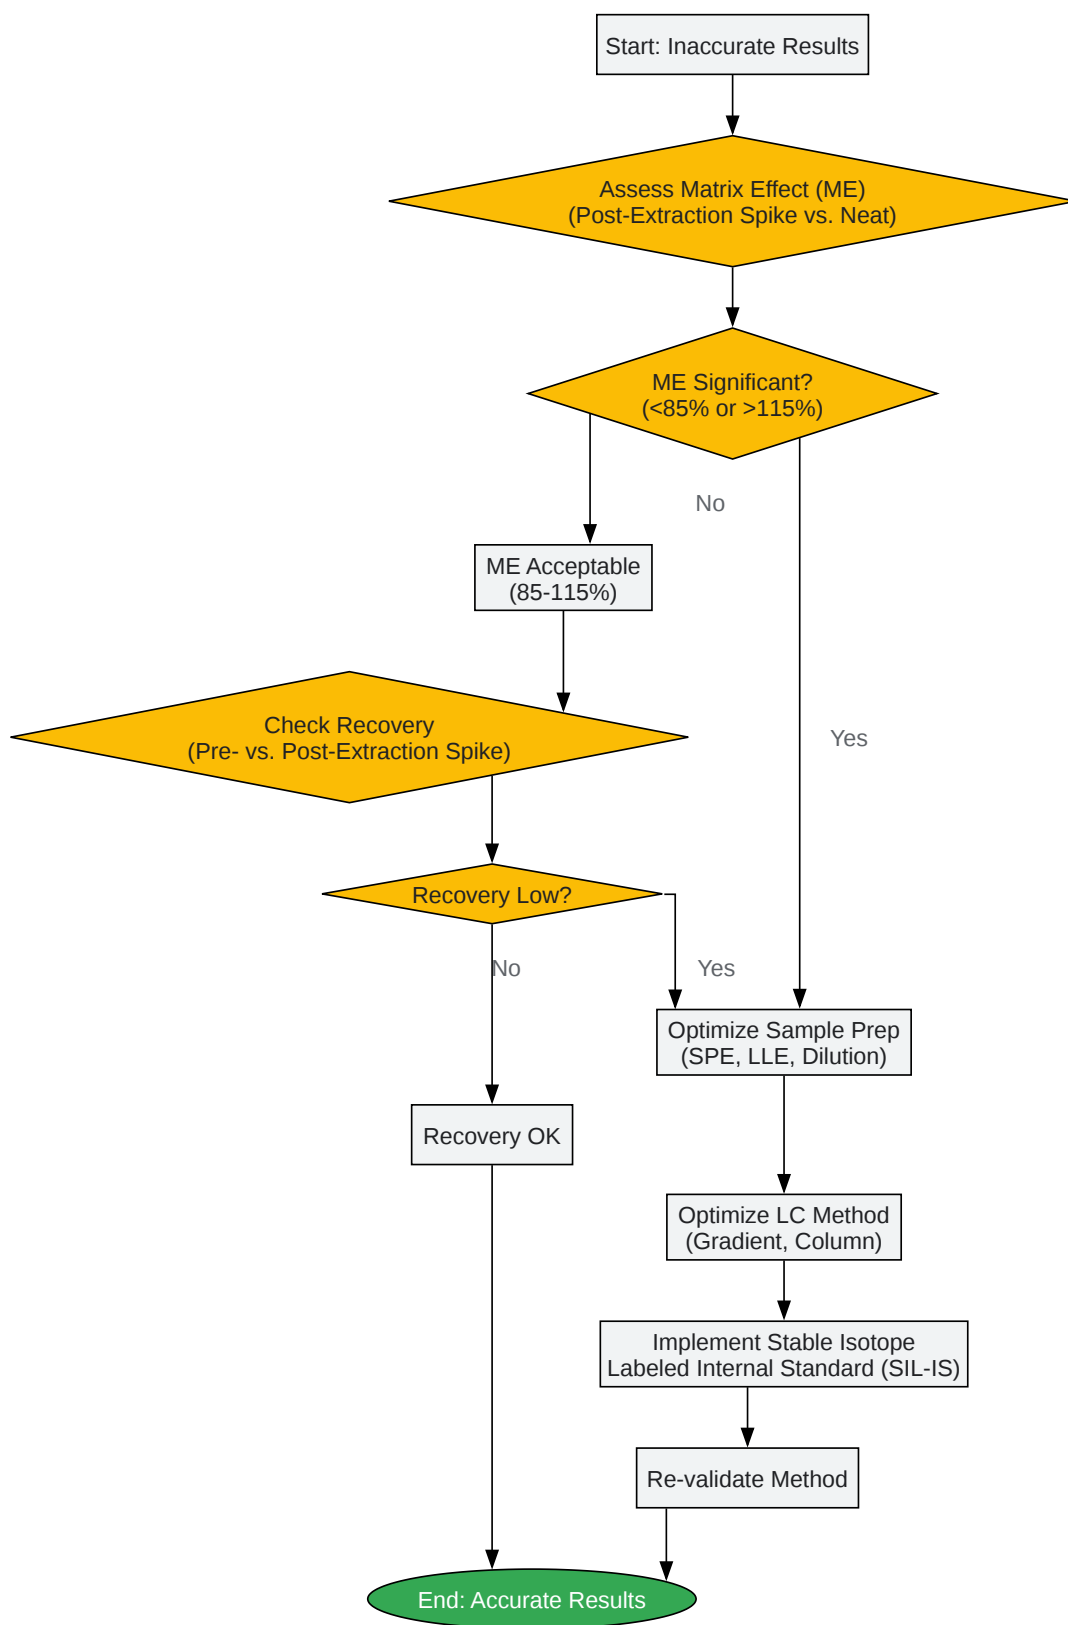 Start: Inaccurate Results
Assess Matrix Effect (ME)
(Post-Extraction Spike vs. Neat)
ME Significant?
(<85% or >115%)
No
ME Acceptable
(85-115%)
Check Recovery
(Pre- vs. Post-Extraction Spike)
Yes
Recovery Low?
No
Yes
Optimize Sample Prep
(SPE, LLE, Dilution)
Recovery OK
Optimize LC Method
(Gradient, Column)
Implement Stable Isotope
Labeled Internal Standard (SIL-IS)
Re-validate Method
End: Accurate Results